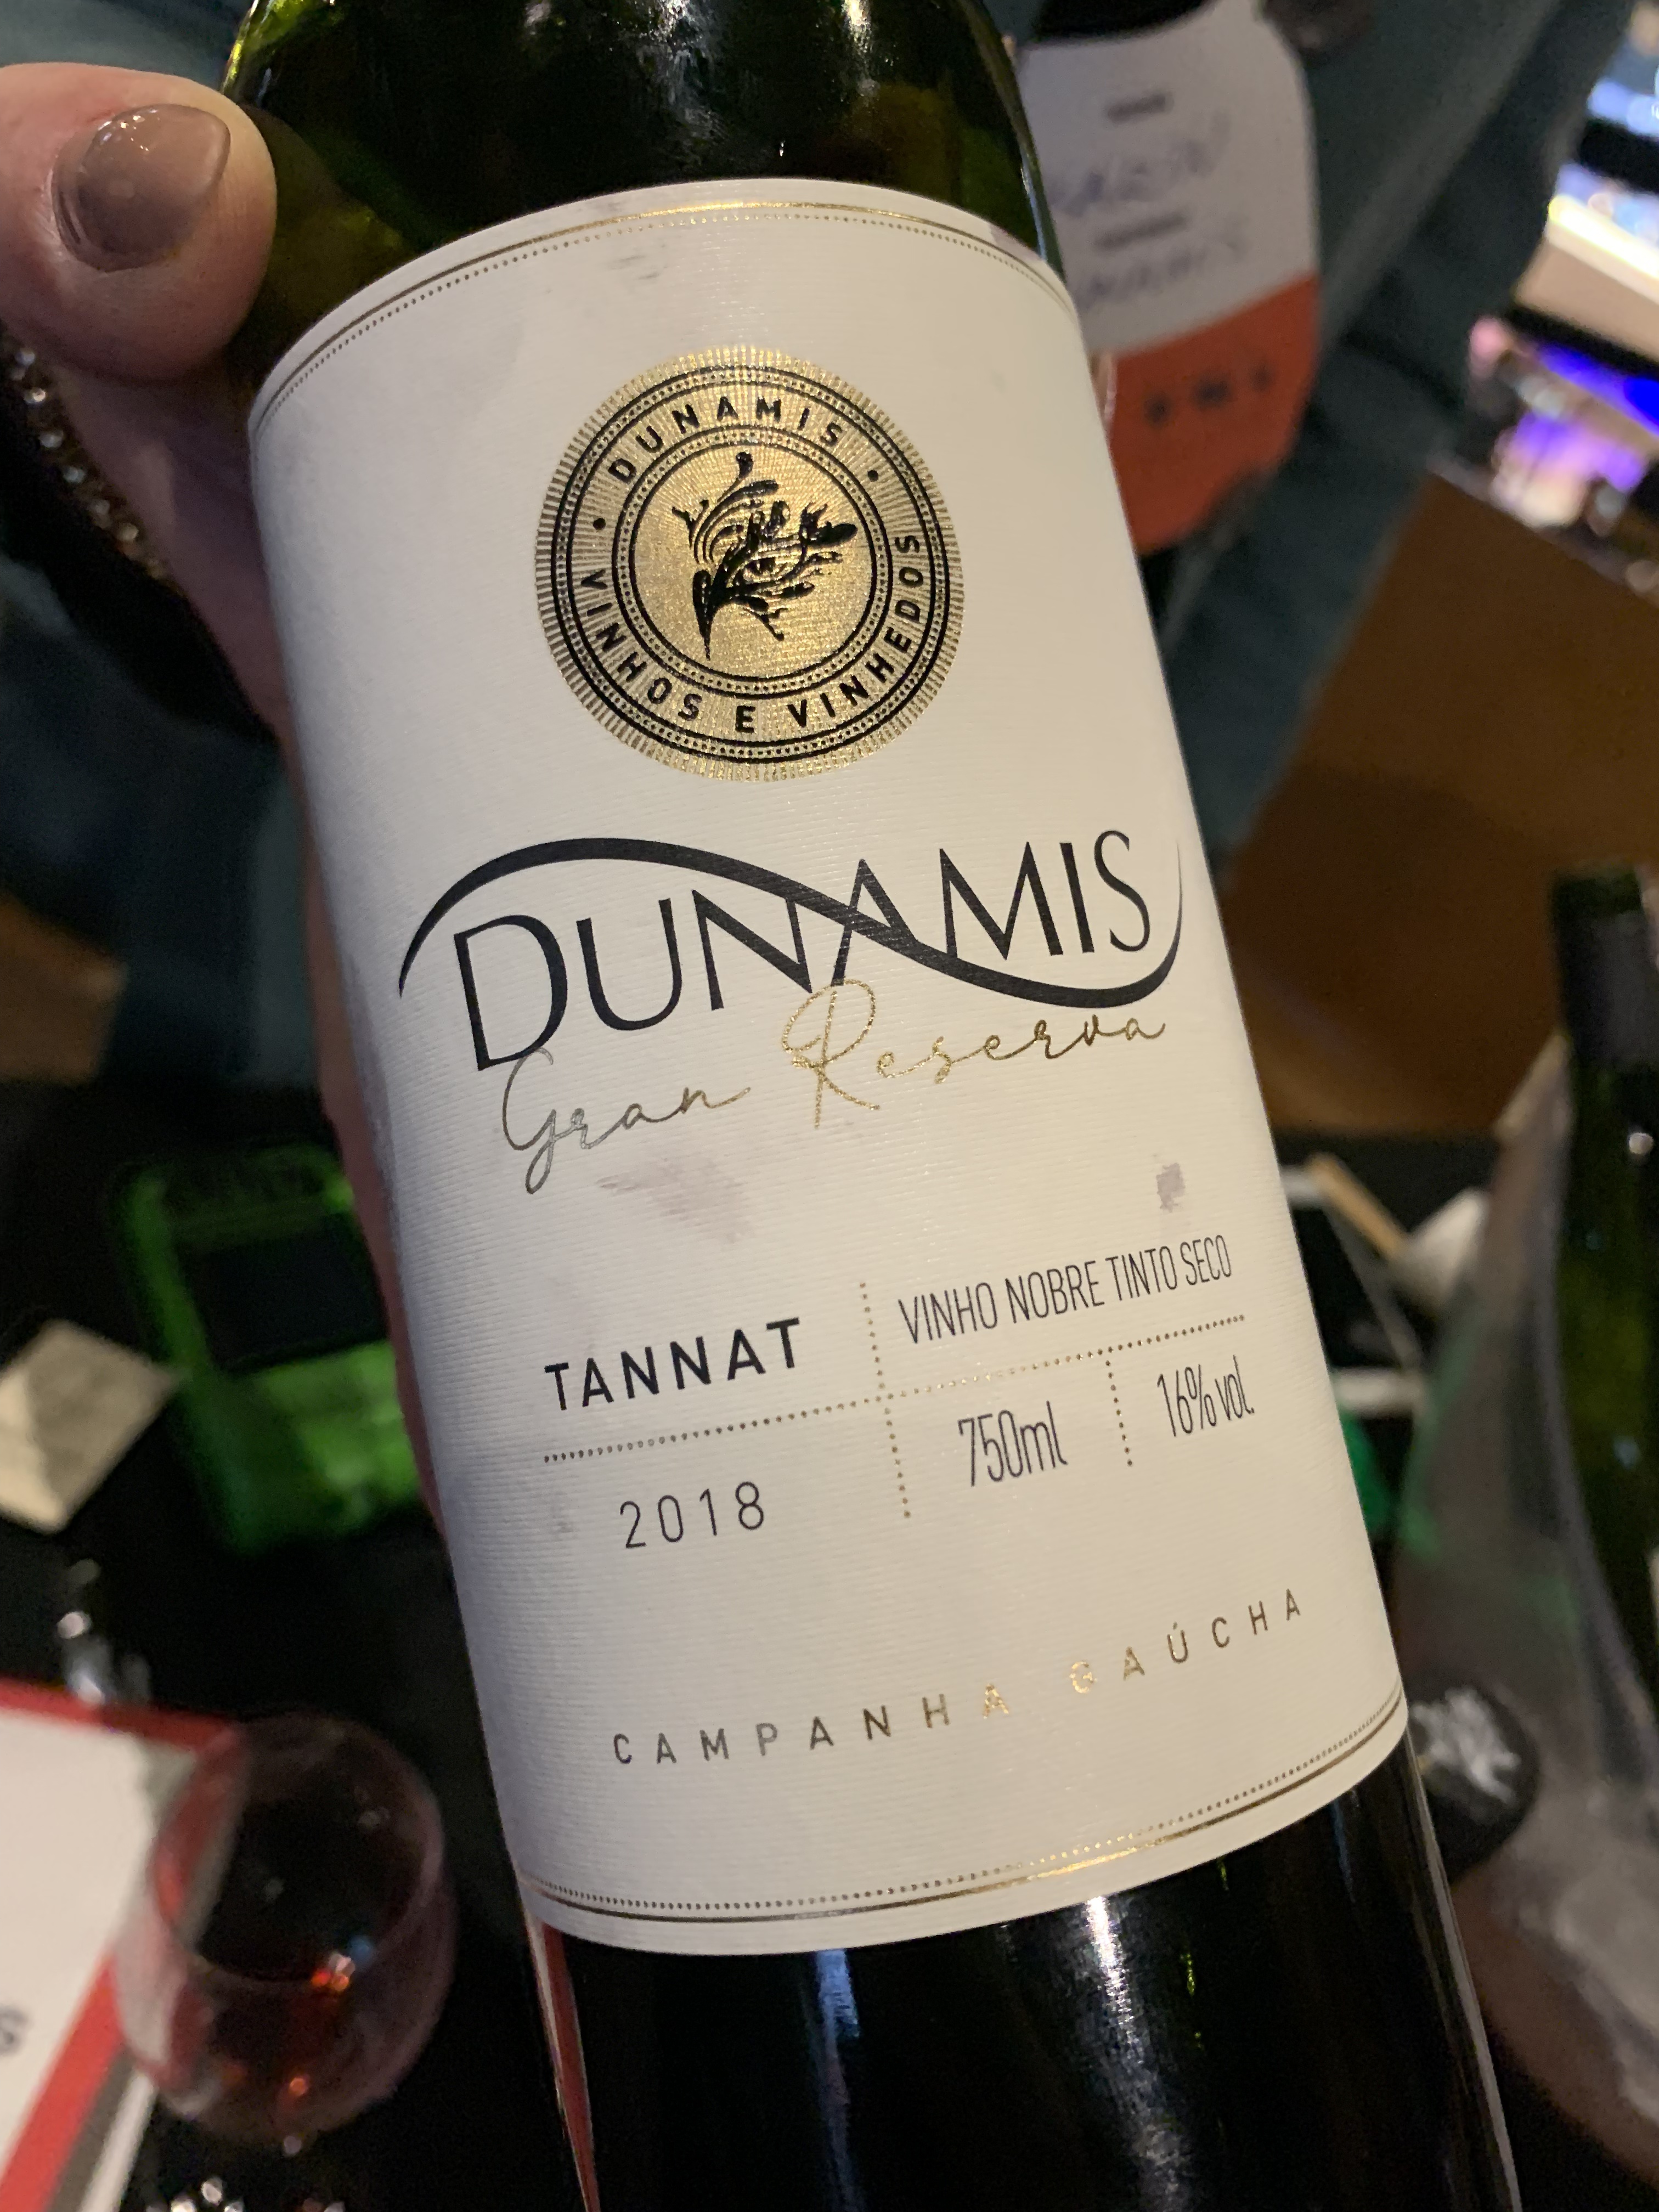 DUNAMIS
VINHOS E VINHEDOS
DUNAMIS
Gran Reserva
TANNAT
VINHO NOBRE TINTO SECO
2018
750ml
16% vol.
CAMPANHA GAÚCHA